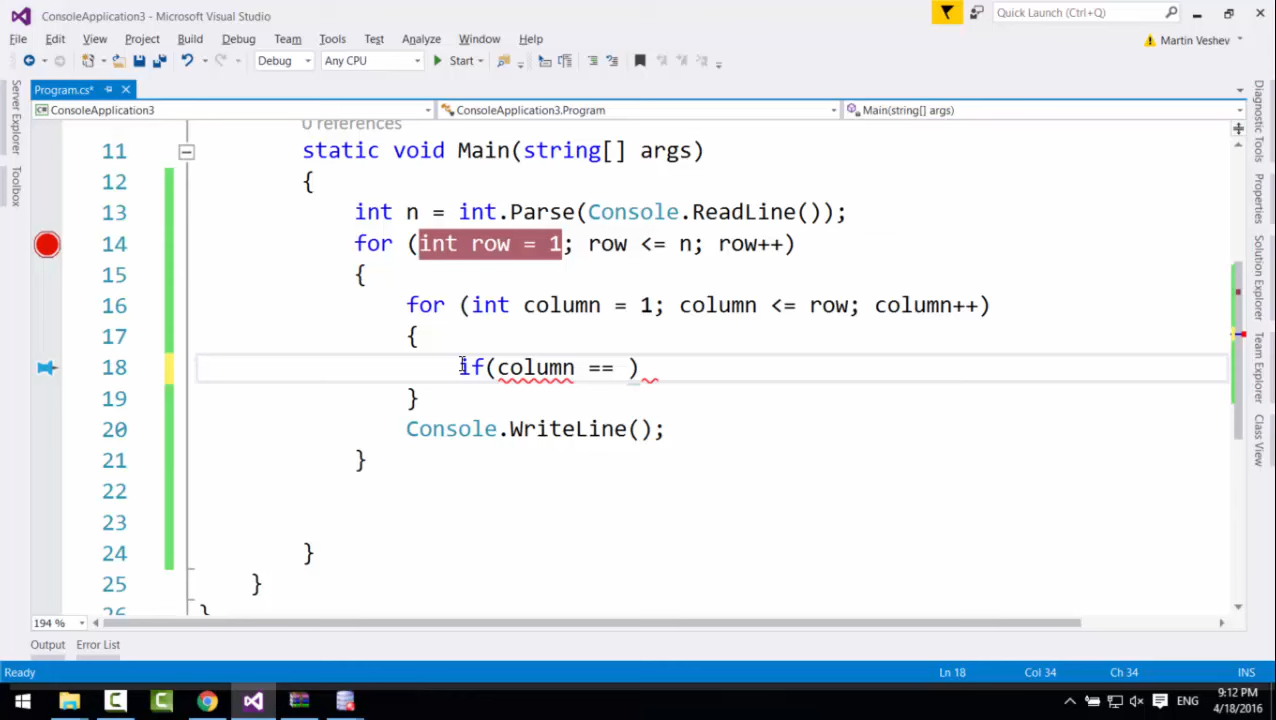 ConsoleApplication3 - Microsoft Visual Studio
Quick Launch (Ctrl+Q)
File Edit View Project Build Debug Team Tools Test Analyze Window Help
Martin Veshev
Debug Any CPU Start
Program.cs*
ConsoleApplication3 ConsoleApplication3.Program Main(string[] args)
0 references
11 static void Main(string[] args)
12 {
13 int n = int.Parse(Console.ReadLine());
14 for (int row = 1; row <= n; row++)
15 {
16 for (int column = 1; column <= row; column++)
17 {
18 if(column == )
19 }
20 Console.WriteLine();
21 }
22
23
24 }
25 }
26 }
194 %
Server Explorer
Toolbox
Diagnostic Tools
Properties
Solution Explorer
Team Explorer
Class View
Output Error List
Ready Ln 18 Col 34 Ch 34 INS
ENG
9:12 PM
4/18/2016